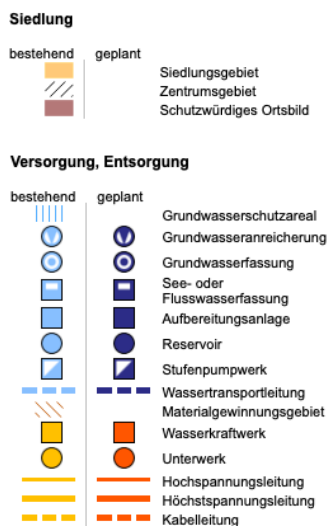 Siedlung
bestehend geplant
Siedlungsgebiet
Zentrumsgebiet
Schutzwürdiges Ortsbild
Versorgung, Entsorgung
bestehend geplant
Grundwasserschutzareal
Grundwasseranreicherung
Grundwasserfassung
See- oder
Flusswasserfassung
Aufbereitungsanlage
Reservoir
Stufenpumpwerk
Wassertransportleitung
Materialgewinnungsgebiet
Wasserkraftwerk
Unterwerk
Hochspannungsleitung
Höchstspannungsleitung
Kabelleitung